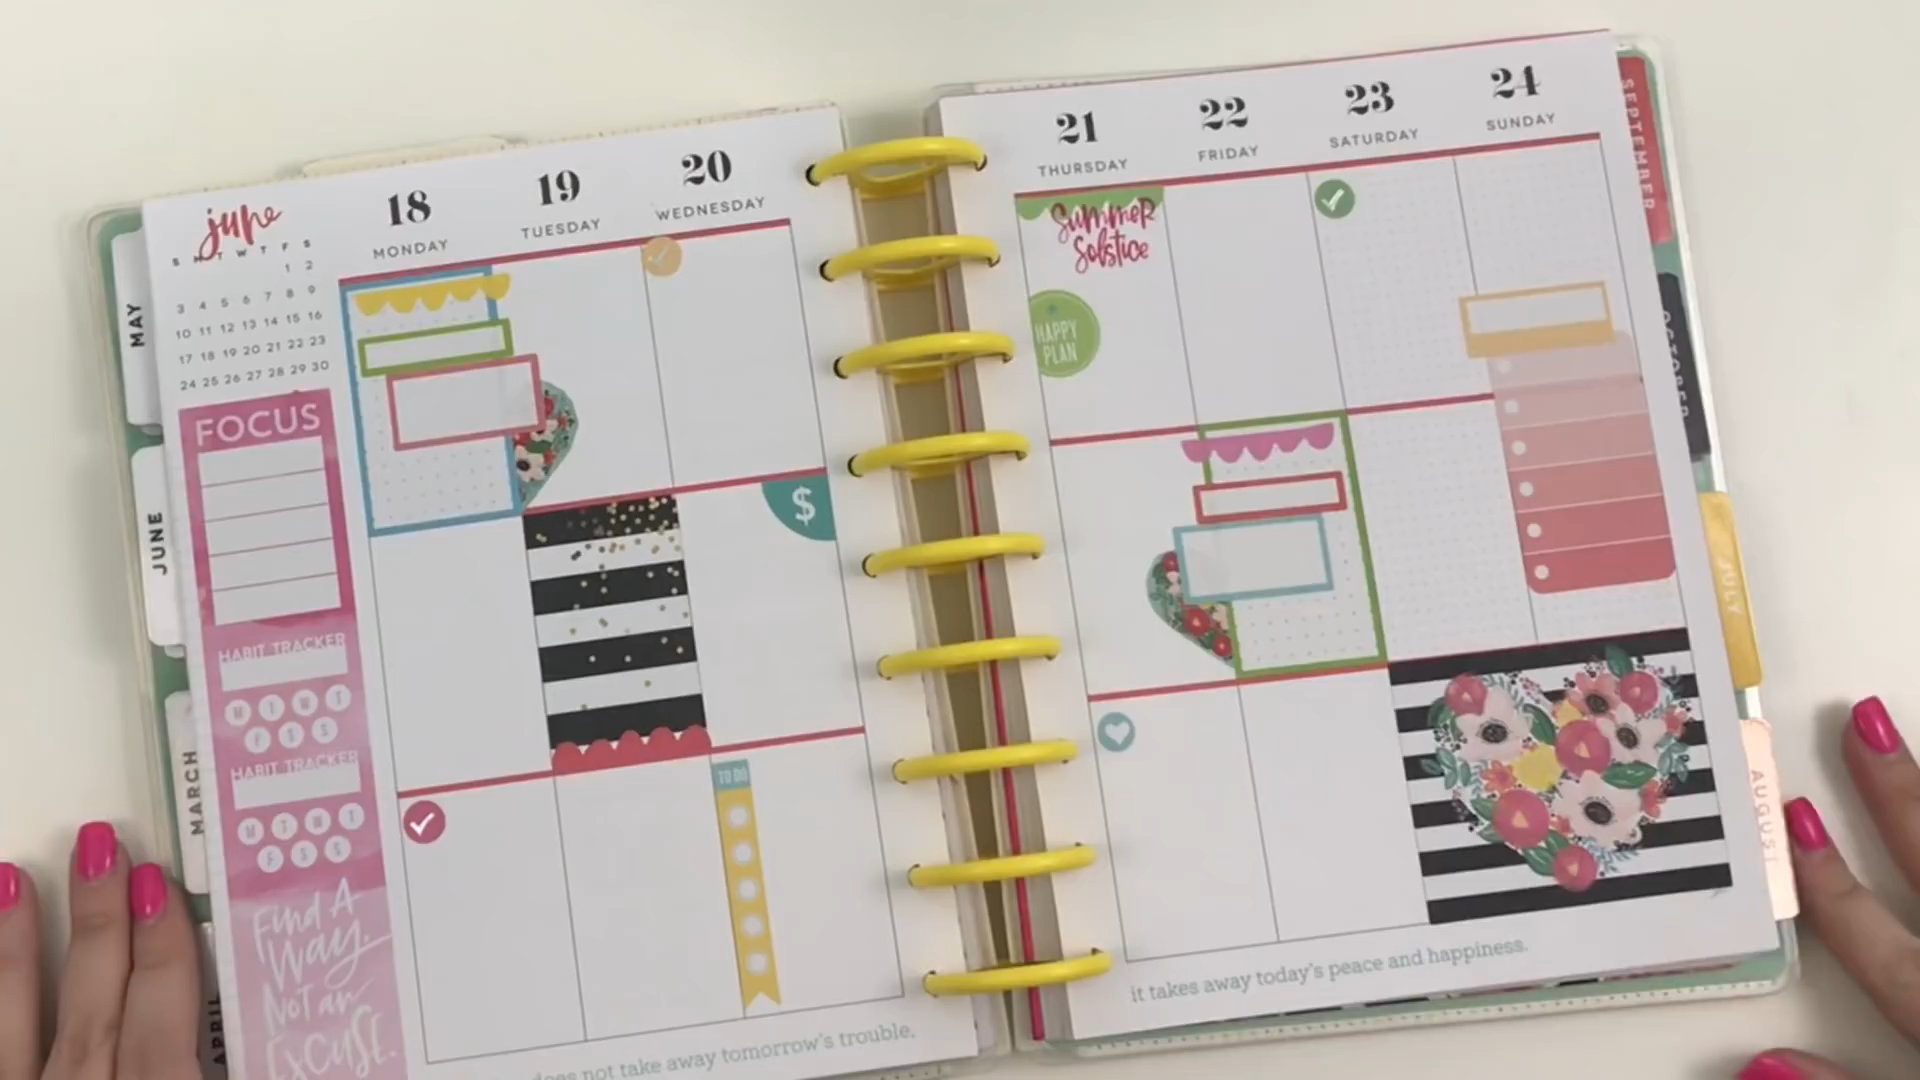 june
S M T W T F S
1 2
3 4 5 6 7 8 9
10 11 12 13 14 15 16
17 18 19 20 21 22 23
24 25 26 27 28 29 30
18
MONDAY
19
TUESDAY
20
WEDNESDAY
21
THURSDAY
22
FRIDAY
23
SATURDAY
24
SUNDAY
FOCUS
HABIT TRACKER
M T W T
F S S
HABIT TRACKER
M T W T
F S S
Find A
Way,
Not an
EXCUSE.
$
TO DO
SUMMER
Solstice
HAPPY
PLAN
does not take away tomorrow's trouble,
it takes away today's peace and happiness.
MAY
JUNE
MARCH
APRIL
SEPTEMBER
OCTOBER
JULY
AUGUST